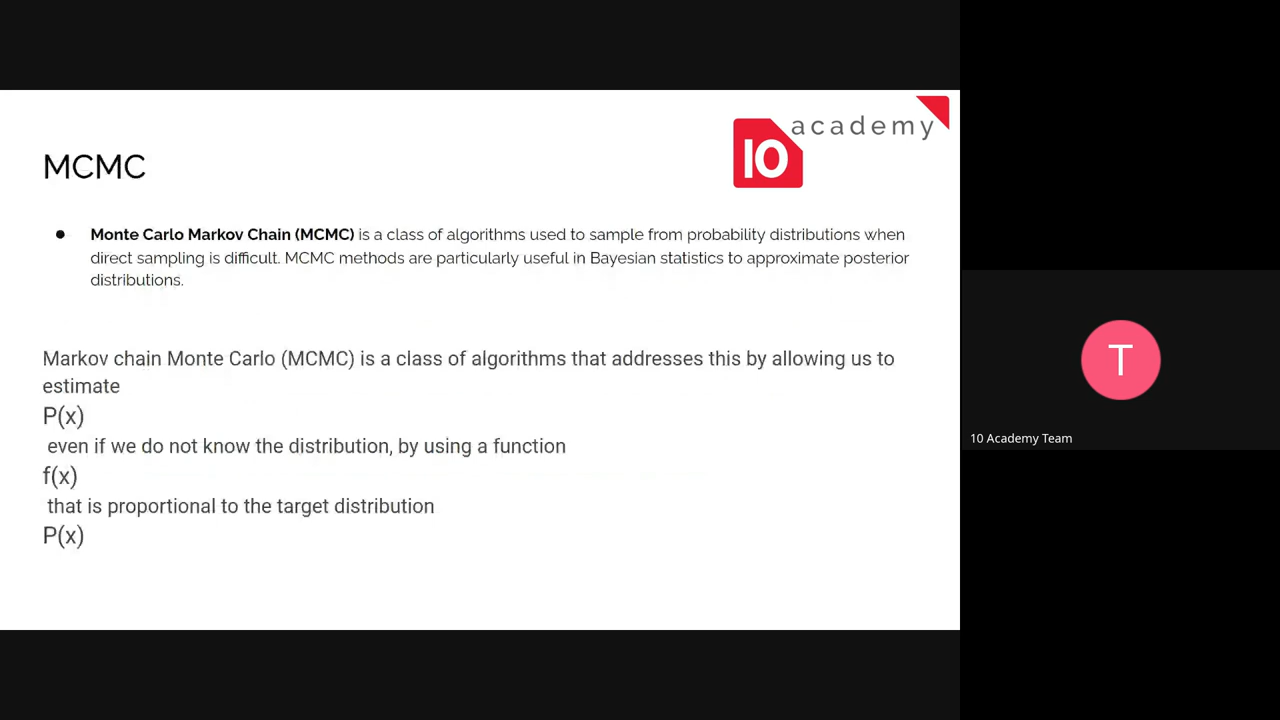 academy
10
MCMC
● Monte Carlo Markov Chain (MCMC) is a class of algorithms used to sample from probability distributions when
direct sampling is difficult. MCMC methods are particularly useful in Bayesian statistics to approximate posterior
distributions.
Markov chain Monte Carlo (MCMC) is a class of algorithms that addresses this by allowing us to
estimate
P(x)
even if we do not know the distribution, by using a function
f(x)
that is proportional to the target distribution
P(x)
T
10 Academy Team